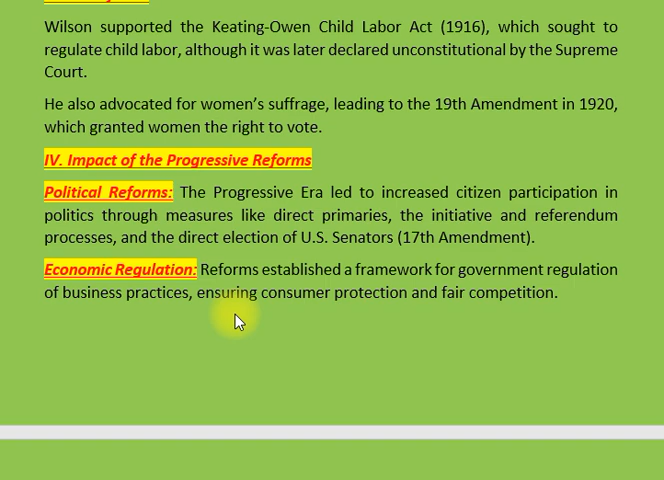 Wilson supported the Keating-Owen Child Labor Act (1916), which sought to
regulate child labor, although it was later declared unconstitutional by the Supreme
Court.
He also advocated for women’s suffrage, leading to the 19th Amendment in 1920,
which granted women the right to vote.
IV. Impact of the Progressive Reforms
Political Reforms: The Progressive Era led to increased citizen participation in
politics through measures like direct primaries, the initiative and referendum
processes, and the direct election of U.S. Senators (17th Amendment).
Economic Regulation: Reforms established a framework for government regulation
of business practices, ensuring consumer protection and fair competition.